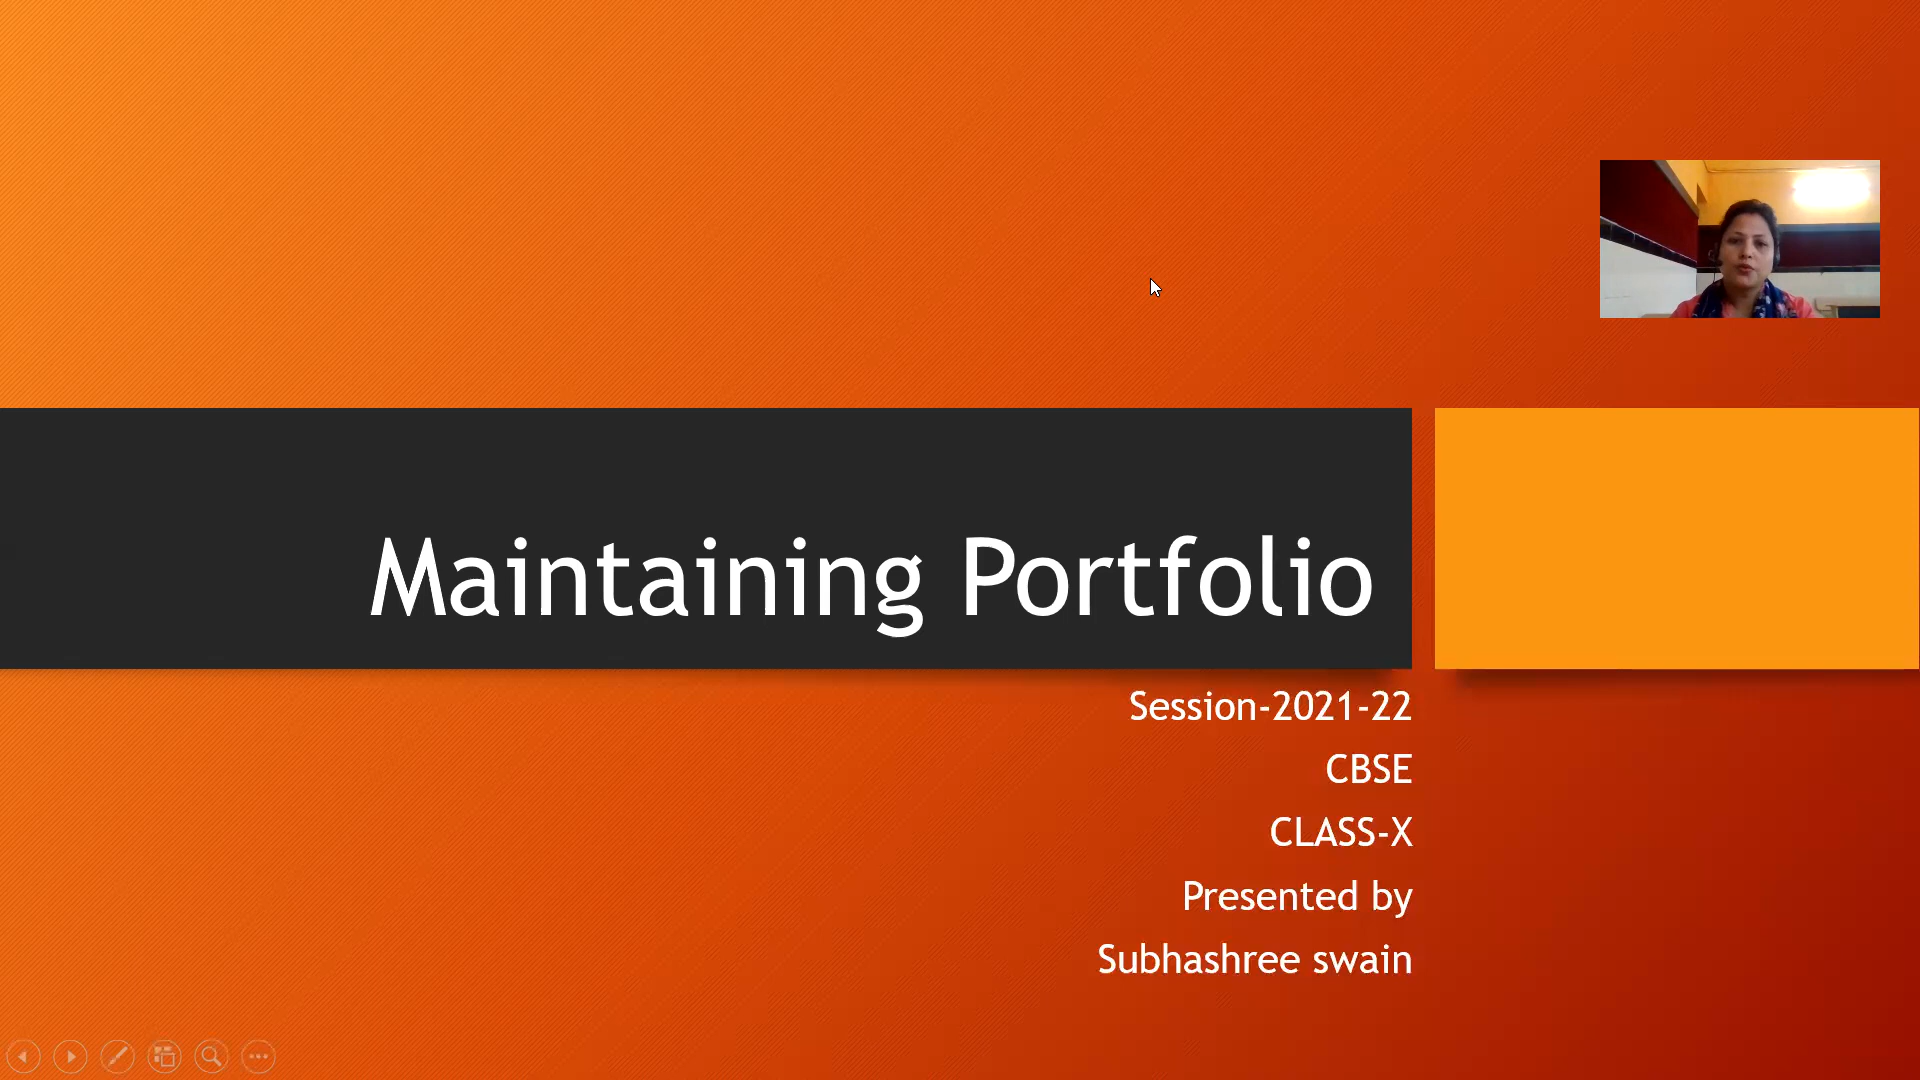 Maintaining Portfolio
Session-2021-22
CBSE
CLASS-X
Presented by
Subhashree swain